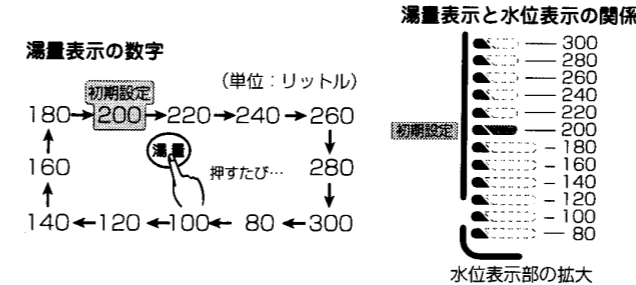 湯量表示の数字
(単位：リットル)
初期設定
180→200→220→240→260
湯量
押すたび…
160
280
140←120←100← 80 ←300
湯量表示と水位表示の関係
300
280
260
240
220
初期設定
200
180
160
140
120
100
80
水位表示部の拡大